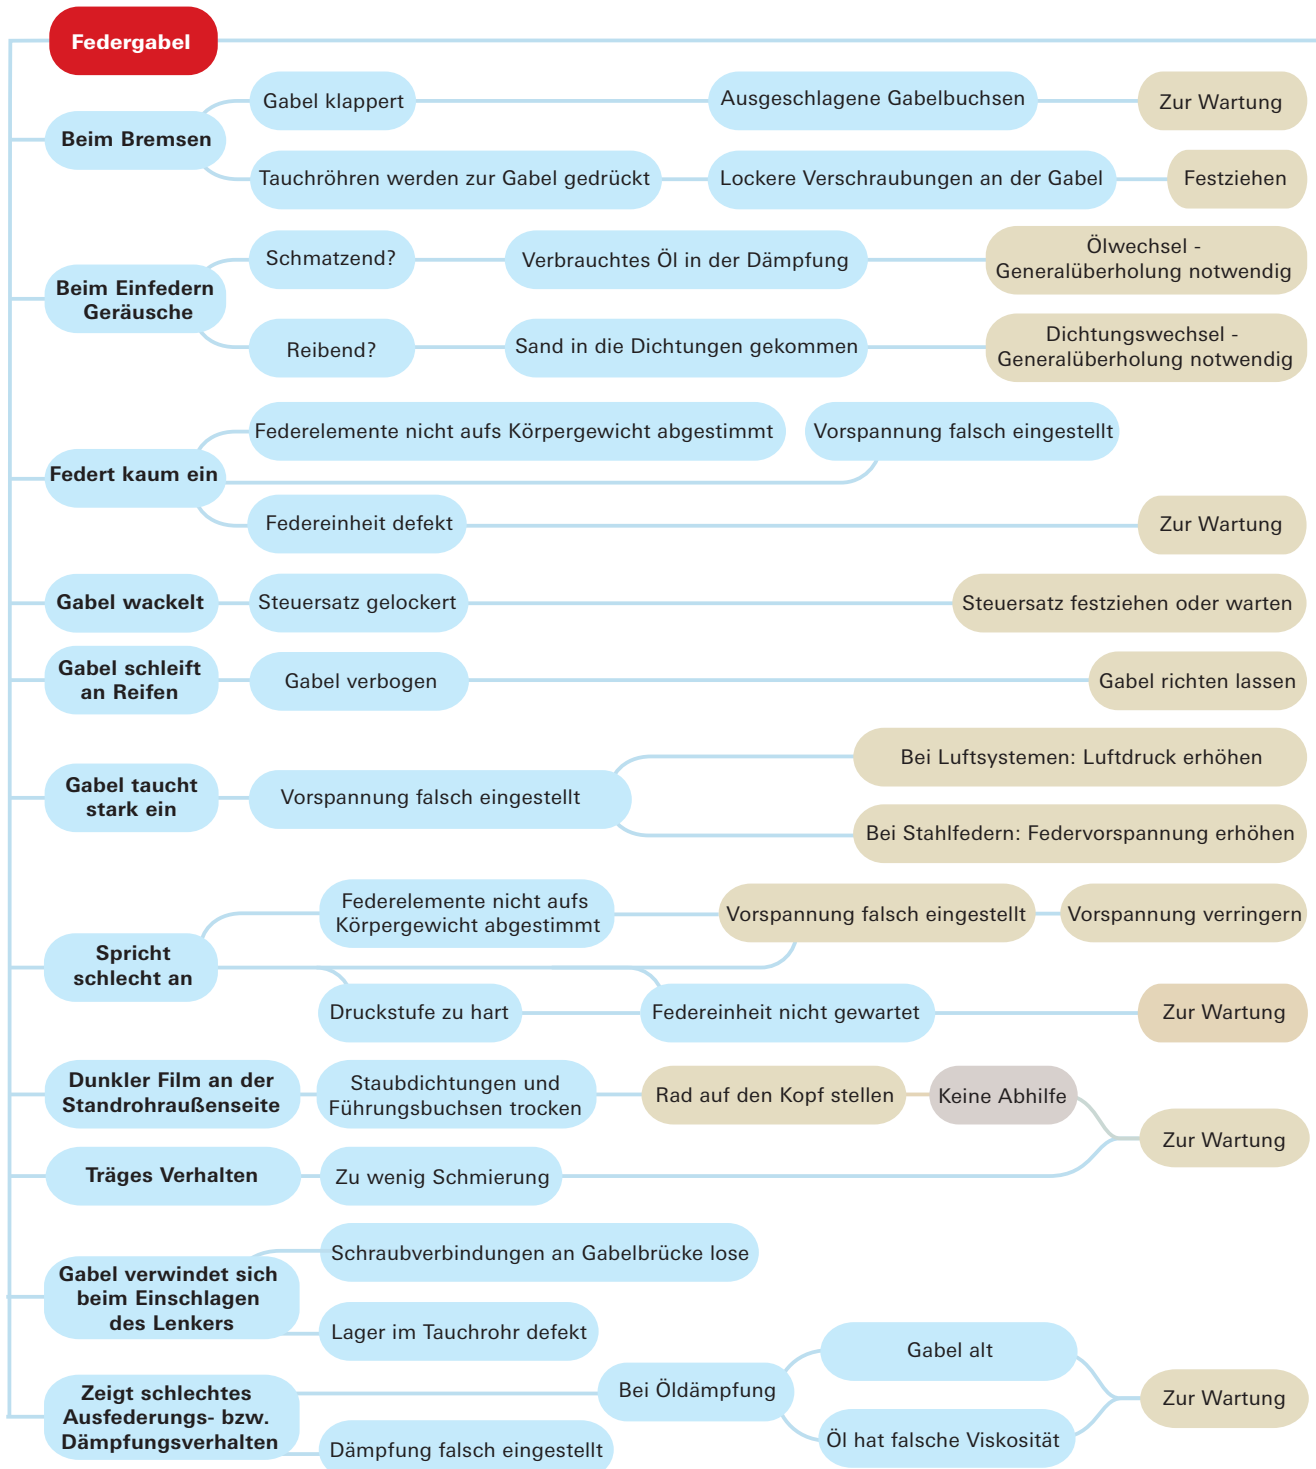 Federgabel
Beim Bremsen
Gabel klappert
Ausgeschlagene Gabelbuchsen
Zur Wartung
Tauchröhren werden zur Gabel gedrückt
Lockere Verschraubungen an der Gabel
Festziehen
Beim Einfedern
Geräusche
Schmatzend?
Verbrauchtes Öl in der Dämpfung
Ölwechsel -
Generalüberholung notwendig
Reibend?
Sand in die Dichtungen gekommen
Dichtungswechsel -
Generalüberholung notwendig
Federt kaum ein
Federelemente nicht aufs Körpergewicht abgestimmt
Vorspannung falsch eingestellt
Federeinheit defekt
Zur Wartung
Gabel wackelt
Steuersatz gelockert
Steuersatz festziehen oder warten
Gabel schleift
an Reifen
Gabel verbogen
Gabel richten lassen
Gabel taucht
stark ein
Vorspannung falsch eingestellt
Bei Luftsystemen: Luftdruck erhöhen
Bei Stahlfedern: Federvorspannung erhöhen
Spricht
schlecht an
Federelemente nicht aufs
Körpergewicht abgestimmt
Vorspannung falsch eingestellt
Vorspannung verringern
Druckstufe zu hart
Federeinheit nicht gewartet
Zur Wartung
Dunkler Film an der
Standrohraußenseite
Staubdichtungen und
Führungsbuchsen trocken
Rad auf den Kopf stellen
Keine Abhilfe
Zur Wartung
Träges Verhalten
Zu wenig Schmierung
Gabel verwindet sich
beim Einschlagen
des Lenkers
Schraubverbindungen an Gabelbrücke lose
Lager im Tauchrohr defekt
Zeigt schlechtes
Ausfederungs- bzw.
Dämpfungsverhalten
Bei Öldämpfung
Gabel alt
Zur Wartung
Öl hat falsche Viskosität
Dämpfung falsch eingestellt